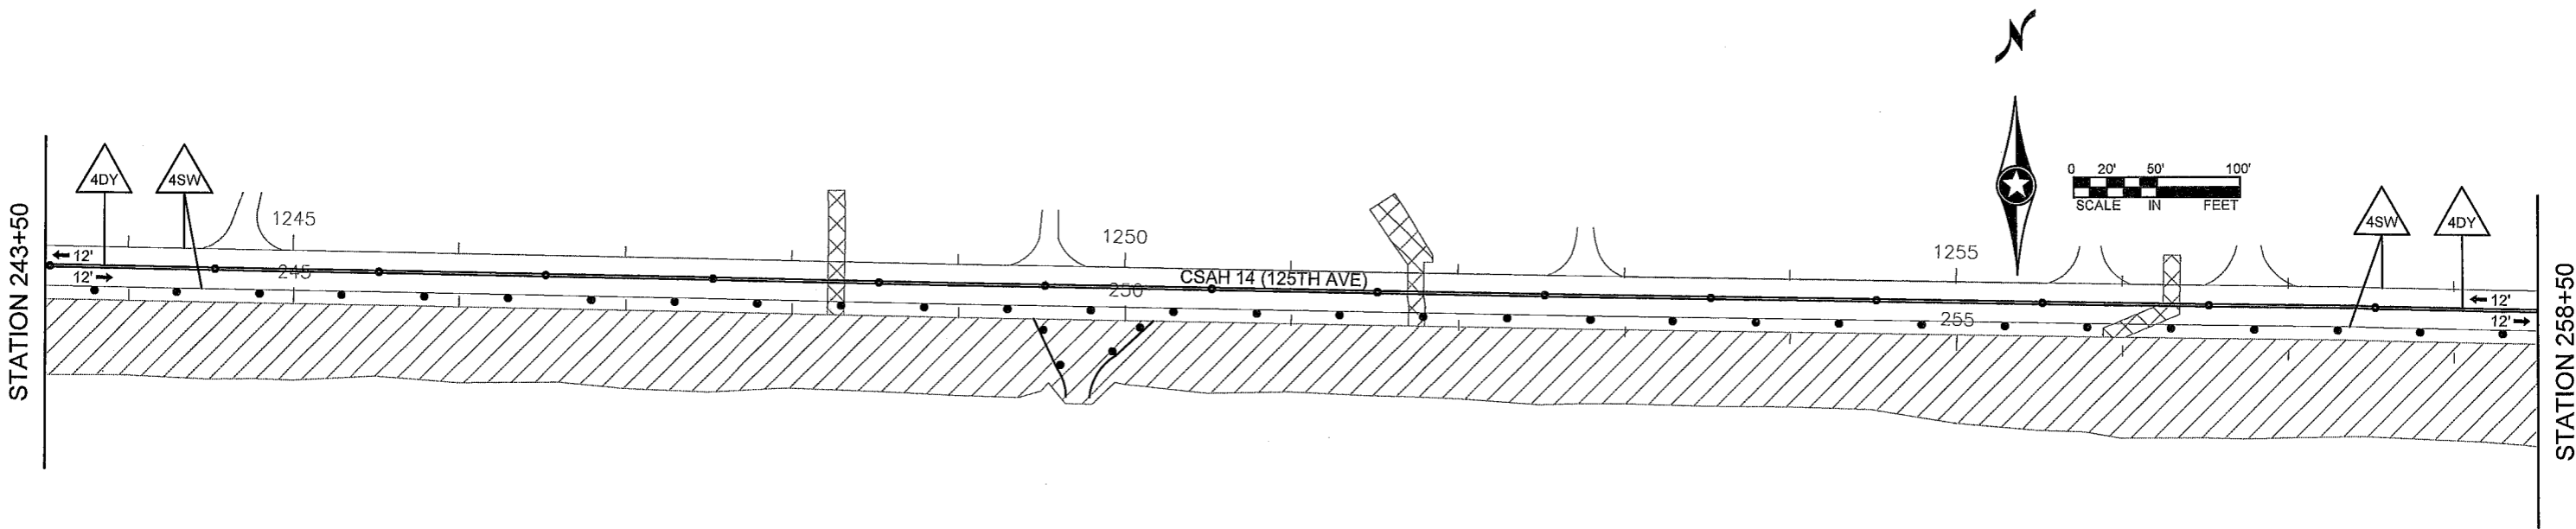 N
0 20' 50' 100'
SCALE IN FEET
4DY
4SW
4SW
4DY
STATION 243+50
STATION 258+50
1245
1250
1255
12'
12'
245
CSAH 14 (125TH AVE)
250
255
12'
12'